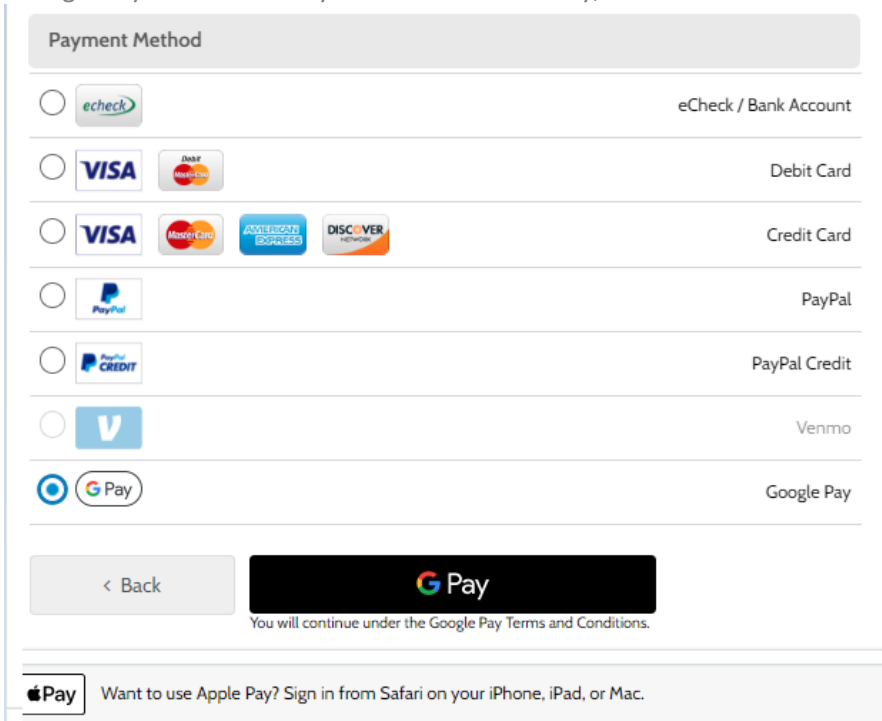 Payment Method
echeck eCheck / Bank Account
VISA Debit MasterCard Debit Card
VISA MasterCard AMERICAN EXPRESS DISCOVER NETWORK Credit Card
PayPal PayPal
PayPal CREDIT PayPal Credit
V Venmo
G Pay Google Pay
< Back G Pay
You will continue under the Google Pay Terms and Conditions.
Pay Want to use Apple Pay? Sign in from Safari on your iPhone, iPad, or Mac.